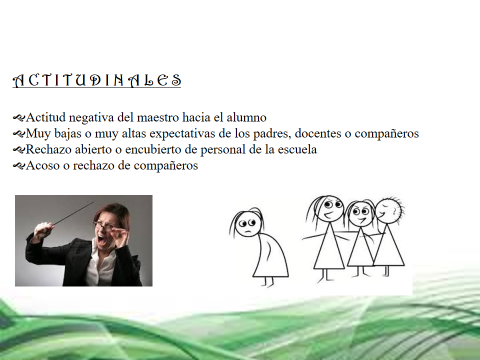 ACTITUDINALES
Actitud negativa del maestro hacia el alumno
Muy bajas o muy altas expectativas de los padres, docentes o compañeros
Rechazo abierto o encubierto de personal de la escuela
Acoso o rechazo de compañeros